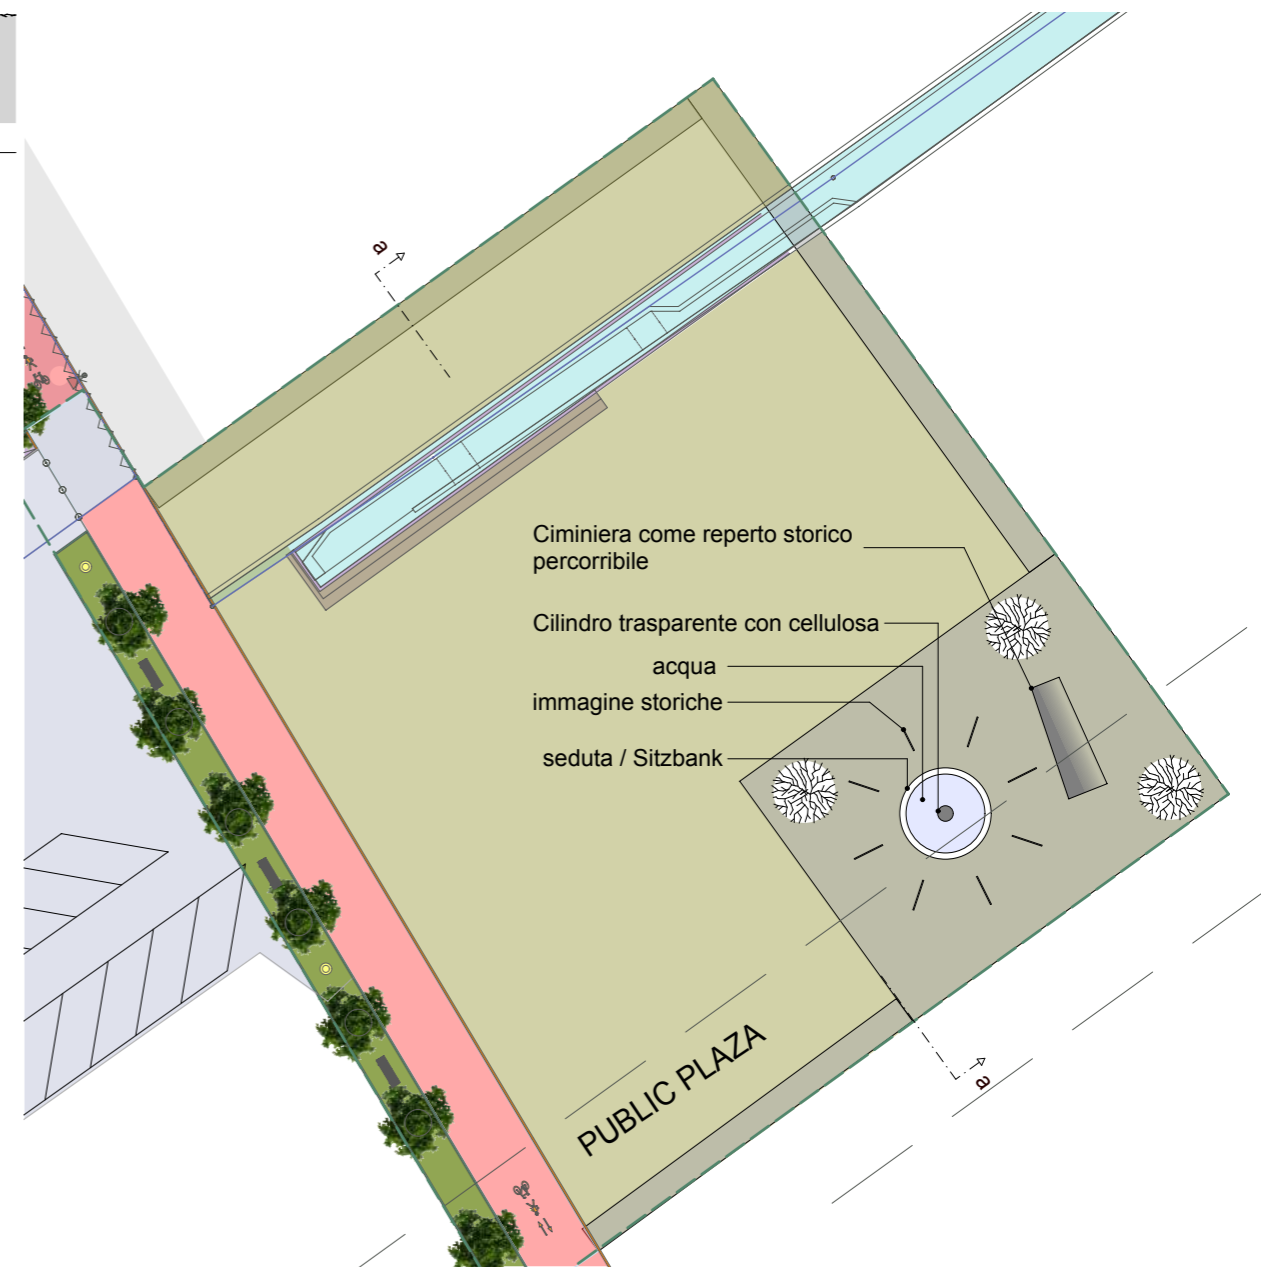 a
Ciminiera come reperto storico
percorribile
Cilindro trasparente con cellulosa
acqua
immagine storiche
seduta / Sitzbank
PUBLIC PLAZA
a